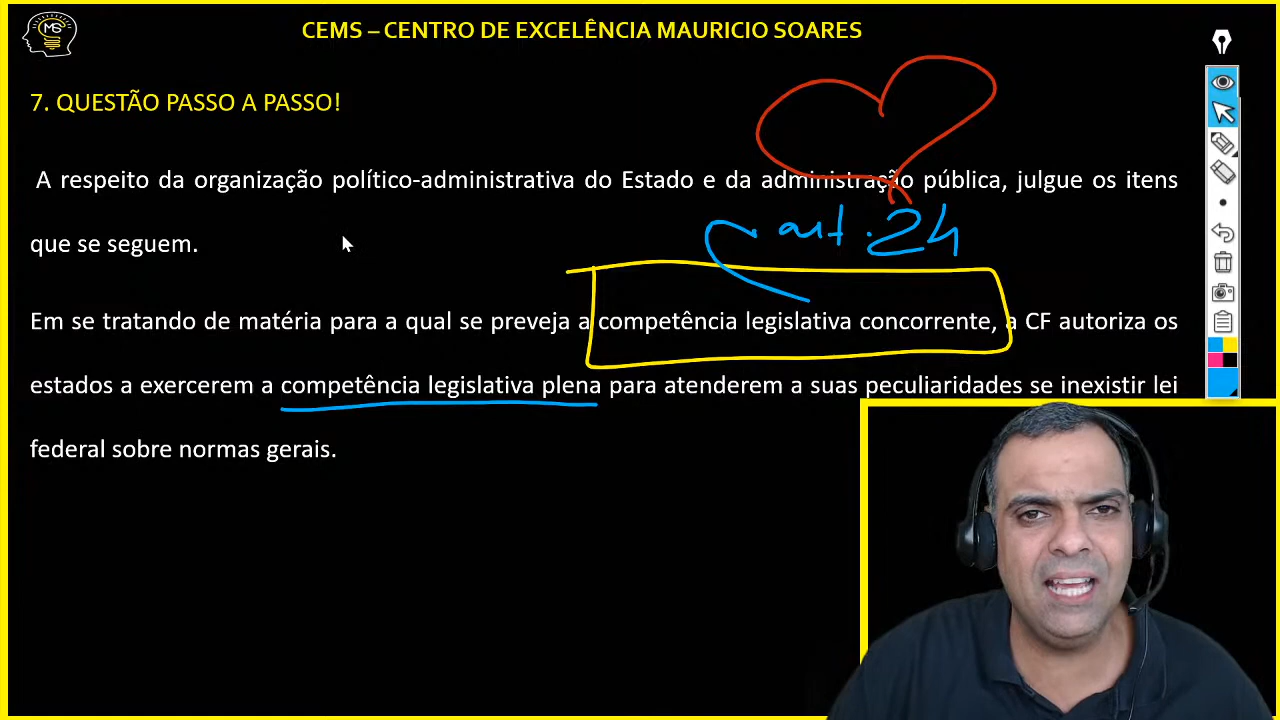 MS
CEMS – CENTRO DE EXCELÊNCIA MAURICIO SOARES
7. QUESTÃO PASSO A PASSO!
A respeito da organização político-administrativa do Estado e da administração pública, julgue os itens
que se seguem.
art. 24
Em se tratando de matéria para a qual se preveja a competência legislativa concorrente, a CF autoriza os
estados a exercerem a competência legislativa plena para atenderem a suas peculiaridades se inexistir lei
federal sobre normas gerais.